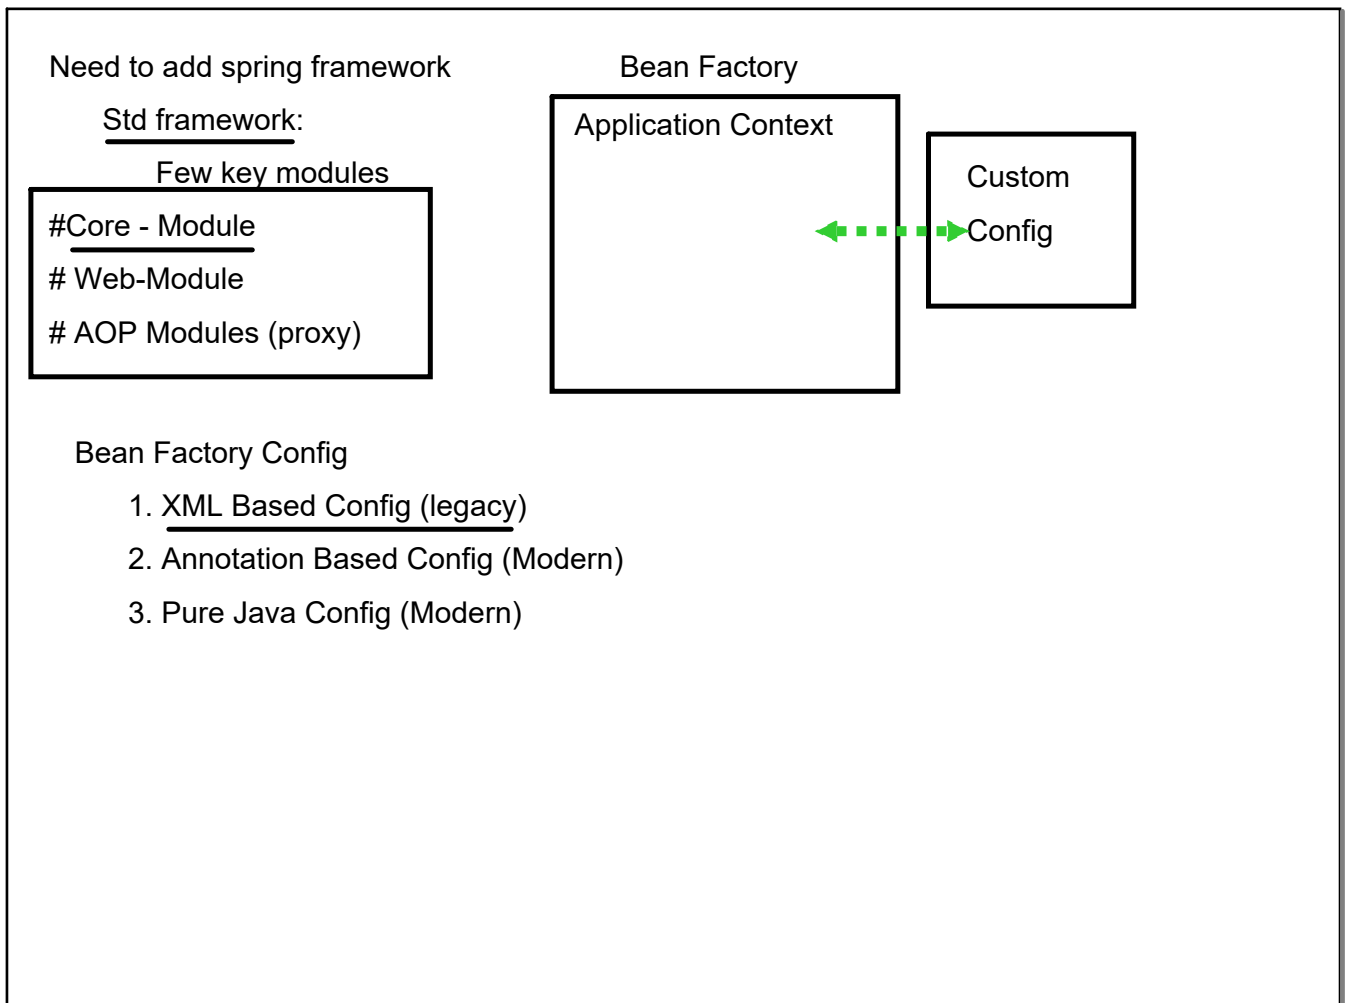 Need to add spring framework
Std framework:
Few key modules
#Core - Module
# Web-Module
# AOP Modules (proxy)
Bean Factory
Application Context
Custom
Config
Bean Factory Config
1. XML Based Config (legacy)
2. Annotation Based Config (Modern)
3. Pure Java Config (Modern)